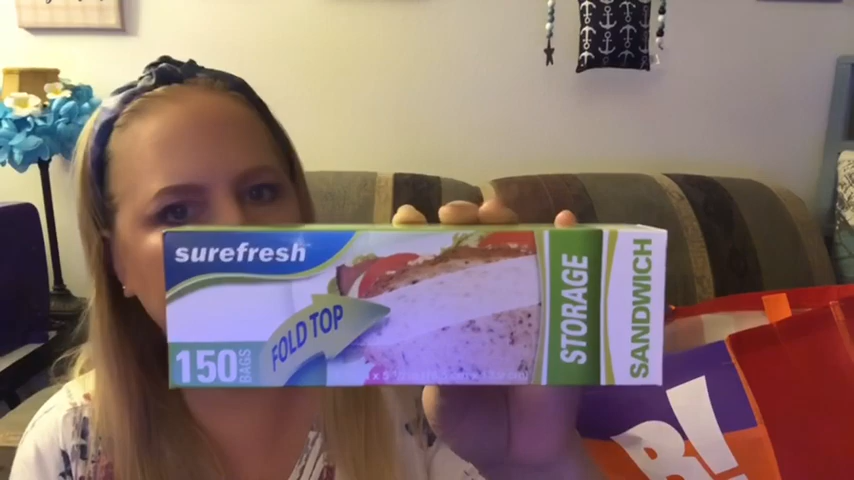 surefresh
FOLD TOP
150 BAGS
STORAGE
SANDWICH
R!